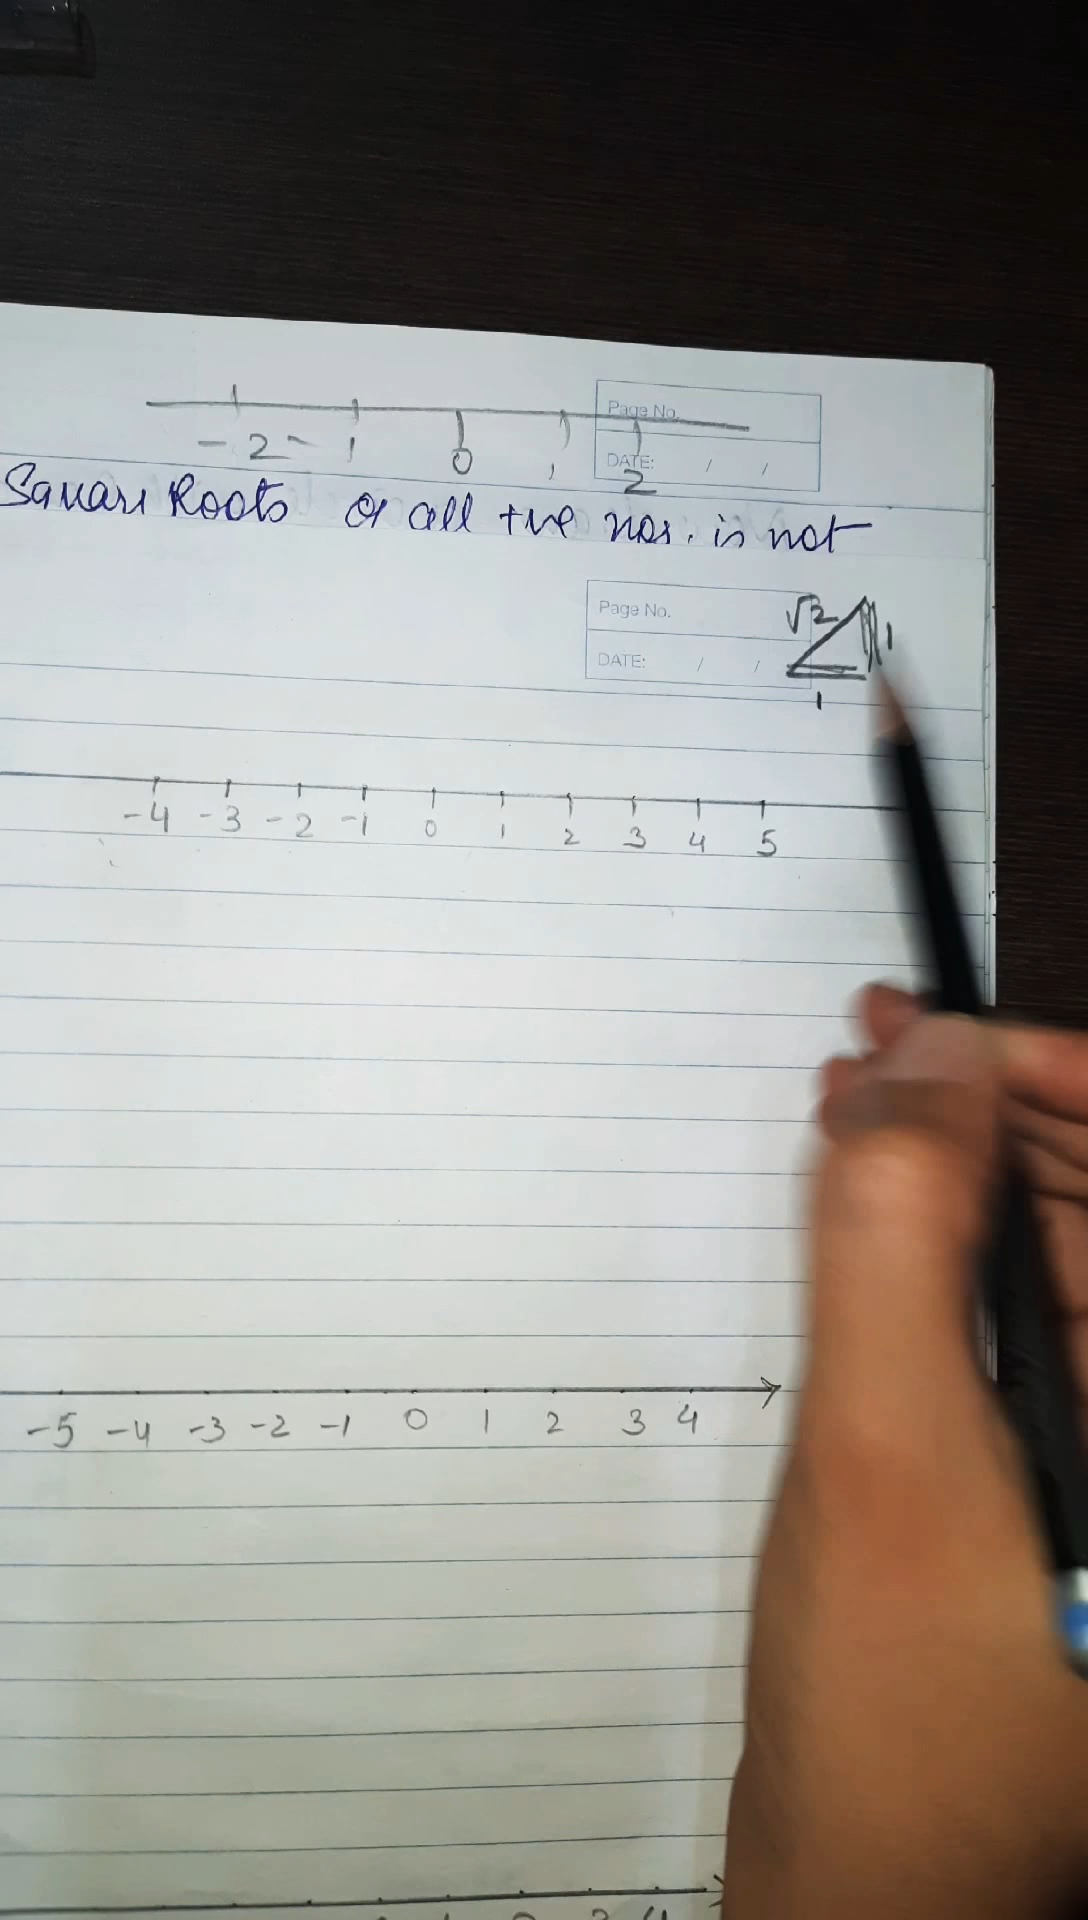 Page No.
-2 -1 0 1 2
DATE: / /
Square Roots of all +ve nos. is not
Page No.
DATE: / /
√2 1
1
-4 -3 -2 -1 0 1 2 3 4 5
-5 -4 -3 -2 -1 0 1 2 3 4